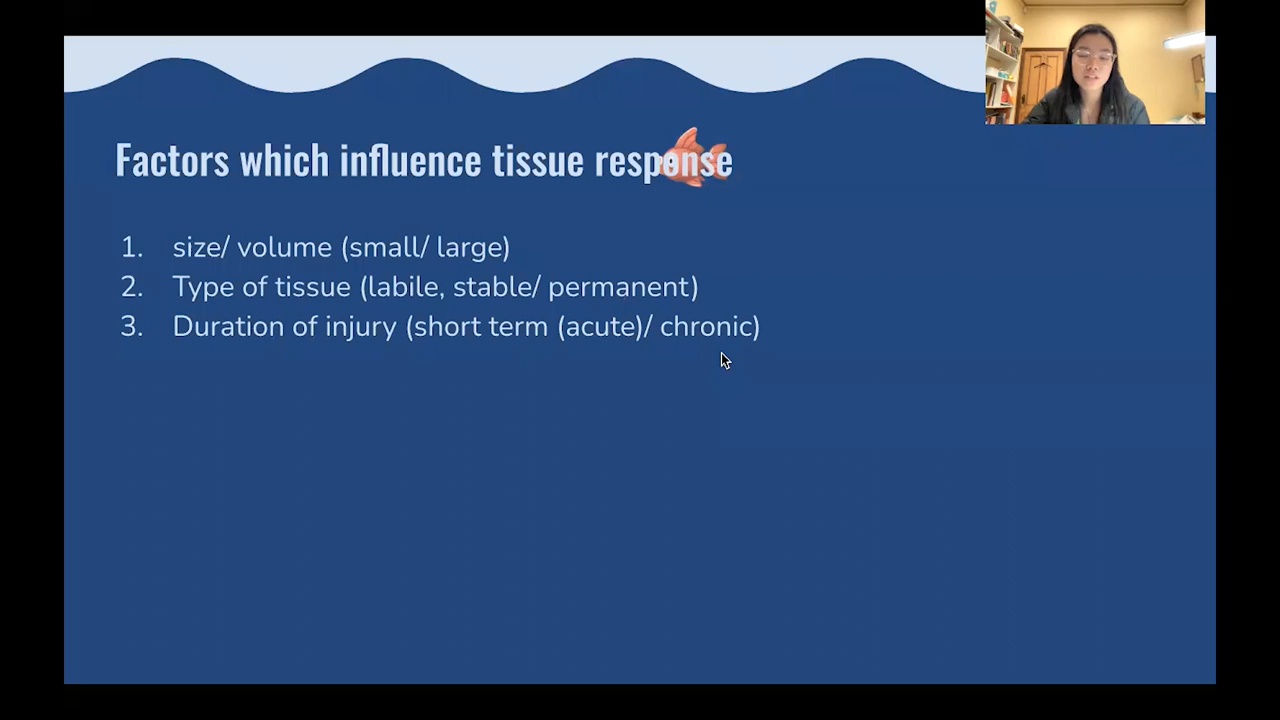 Factors which influence tissue response
1. size/ volume (small/ large)
2. Type of tissue (labile, stable/ permanent)
3. Duration of injury (short term (acute)/ chronic)